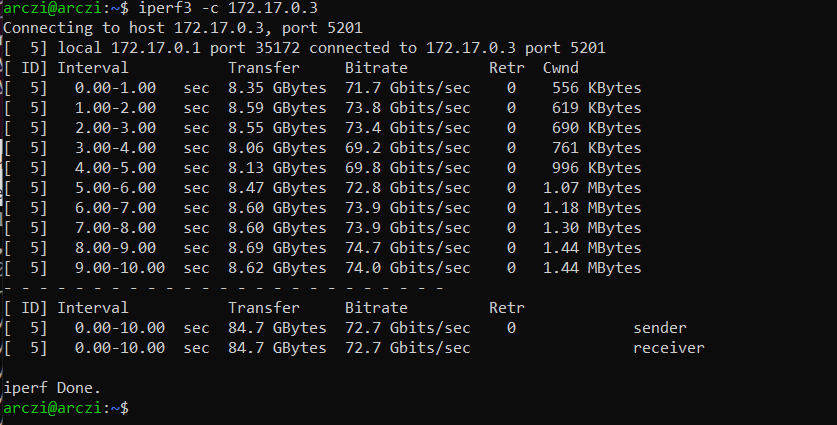 arczi@arczi:~$ iperf3 -c 172.17.0.3
Connecting to host 172.17.0.3, port 5201
[  5] local 172.17.0.1 port 35172 connected to 172.17.0.3 port 5201
[ ID] Interval           Transfer     Bitrate         Retr  Cwnd
[  5]   0.00-1.00   sec  8.35 GBytes  71.7 Gbits/sec    0    556 KBytes
[  5]   1.00-2.00   sec  8.59 GBytes  73.8 Gbits/sec    0    619 KBytes
[  5]   2.00-3.00   sec  8.55 GBytes  73.4 Gbits/sec    0    690 KBytes
[  5]   3.00-4.00   sec  8.06 GBytes  69.2 Gbits/sec    0    761 KBytes
[  5]   4.00-5.00   sec  8.13 GBytes  69.8 Gbits/sec    0    996 KBytes
[  5]   5.00-6.00   sec  8.47 GBytes  72.8 Gbits/sec    0   1.07 MBytes
[  5]   6.00-7.00   sec  8.60 GBytes  73.9 Gbits/sec    0   1.18 MBytes
[  5]   7.00-8.00   sec  8.60 GBytes  73.9 Gbits/sec    0   1.30 MBytes
[  5]   8.00-9.00   sec  8.69 GBytes  74.7 Gbits/sec    0   1.44 MBytes
[  5]   9.00-10.00  sec  8.62 GBytes  74.0 Gbits/sec    0   1.44 MBytes
- - - - - - - - - - - - - - - - - - - - - - - - -
[ ID] Interval           Transfer     Bitrate         Retr
[  5]   0.00-10.00  sec  84.7 GBytes  72.7 Gbits/sec    0             sender
[  5]   0.00-10.00  sec  84.7 GBytes  72.7 Gbits/sec                  receiver

iperf Done.
arczi@arczi:~$